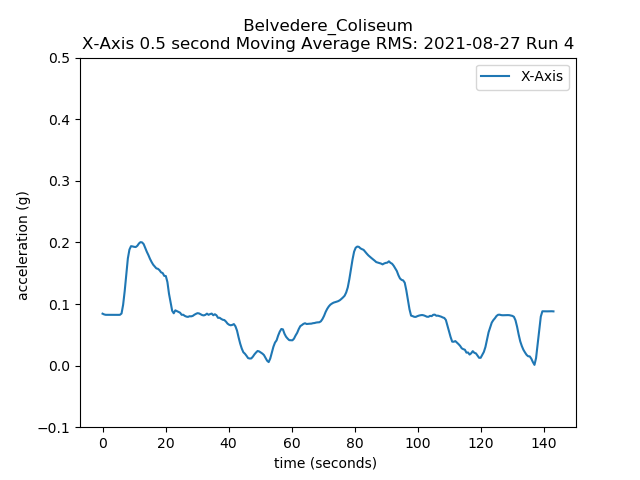 Belvedere_Coliseum
X-Axis 0.5 second Moving Average RMS: 2021-08-27 Run 4
X-Axis
acceleration (g)
0.5
0.4
0.3
0.2
0.1
0.0
−0.1
0 20 40 60 80 100 120 140
time (seconds)